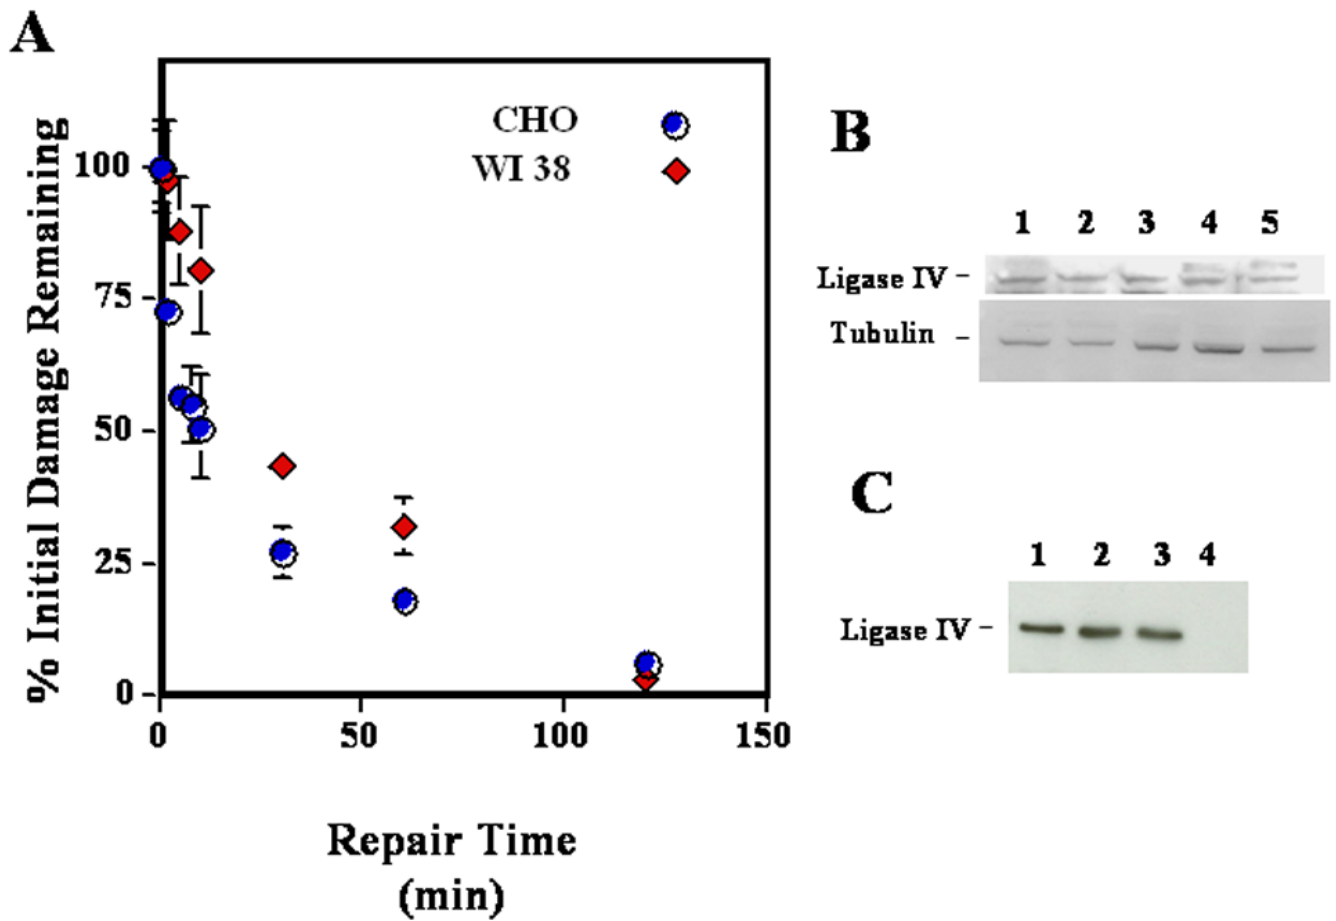 A
% Initial Damage Remaining
100
75
50
25
0
0 50 100 150
Repair Time
(min)
CHO
WI 38
B
1 2 3 4 5
Ligase IV -
Tubulin -
C
1 2 3 4
Ligase IV -